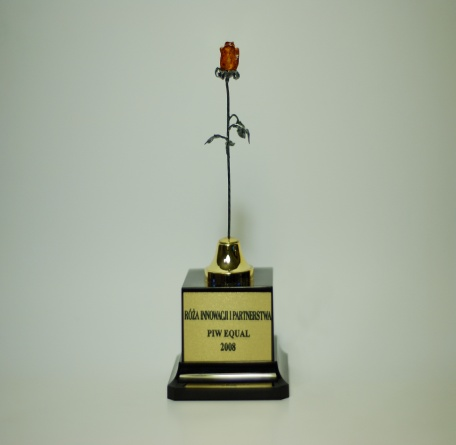 RÓŻA INNOWACJI I PARTNERSTWA
PIW EQUAL
2008